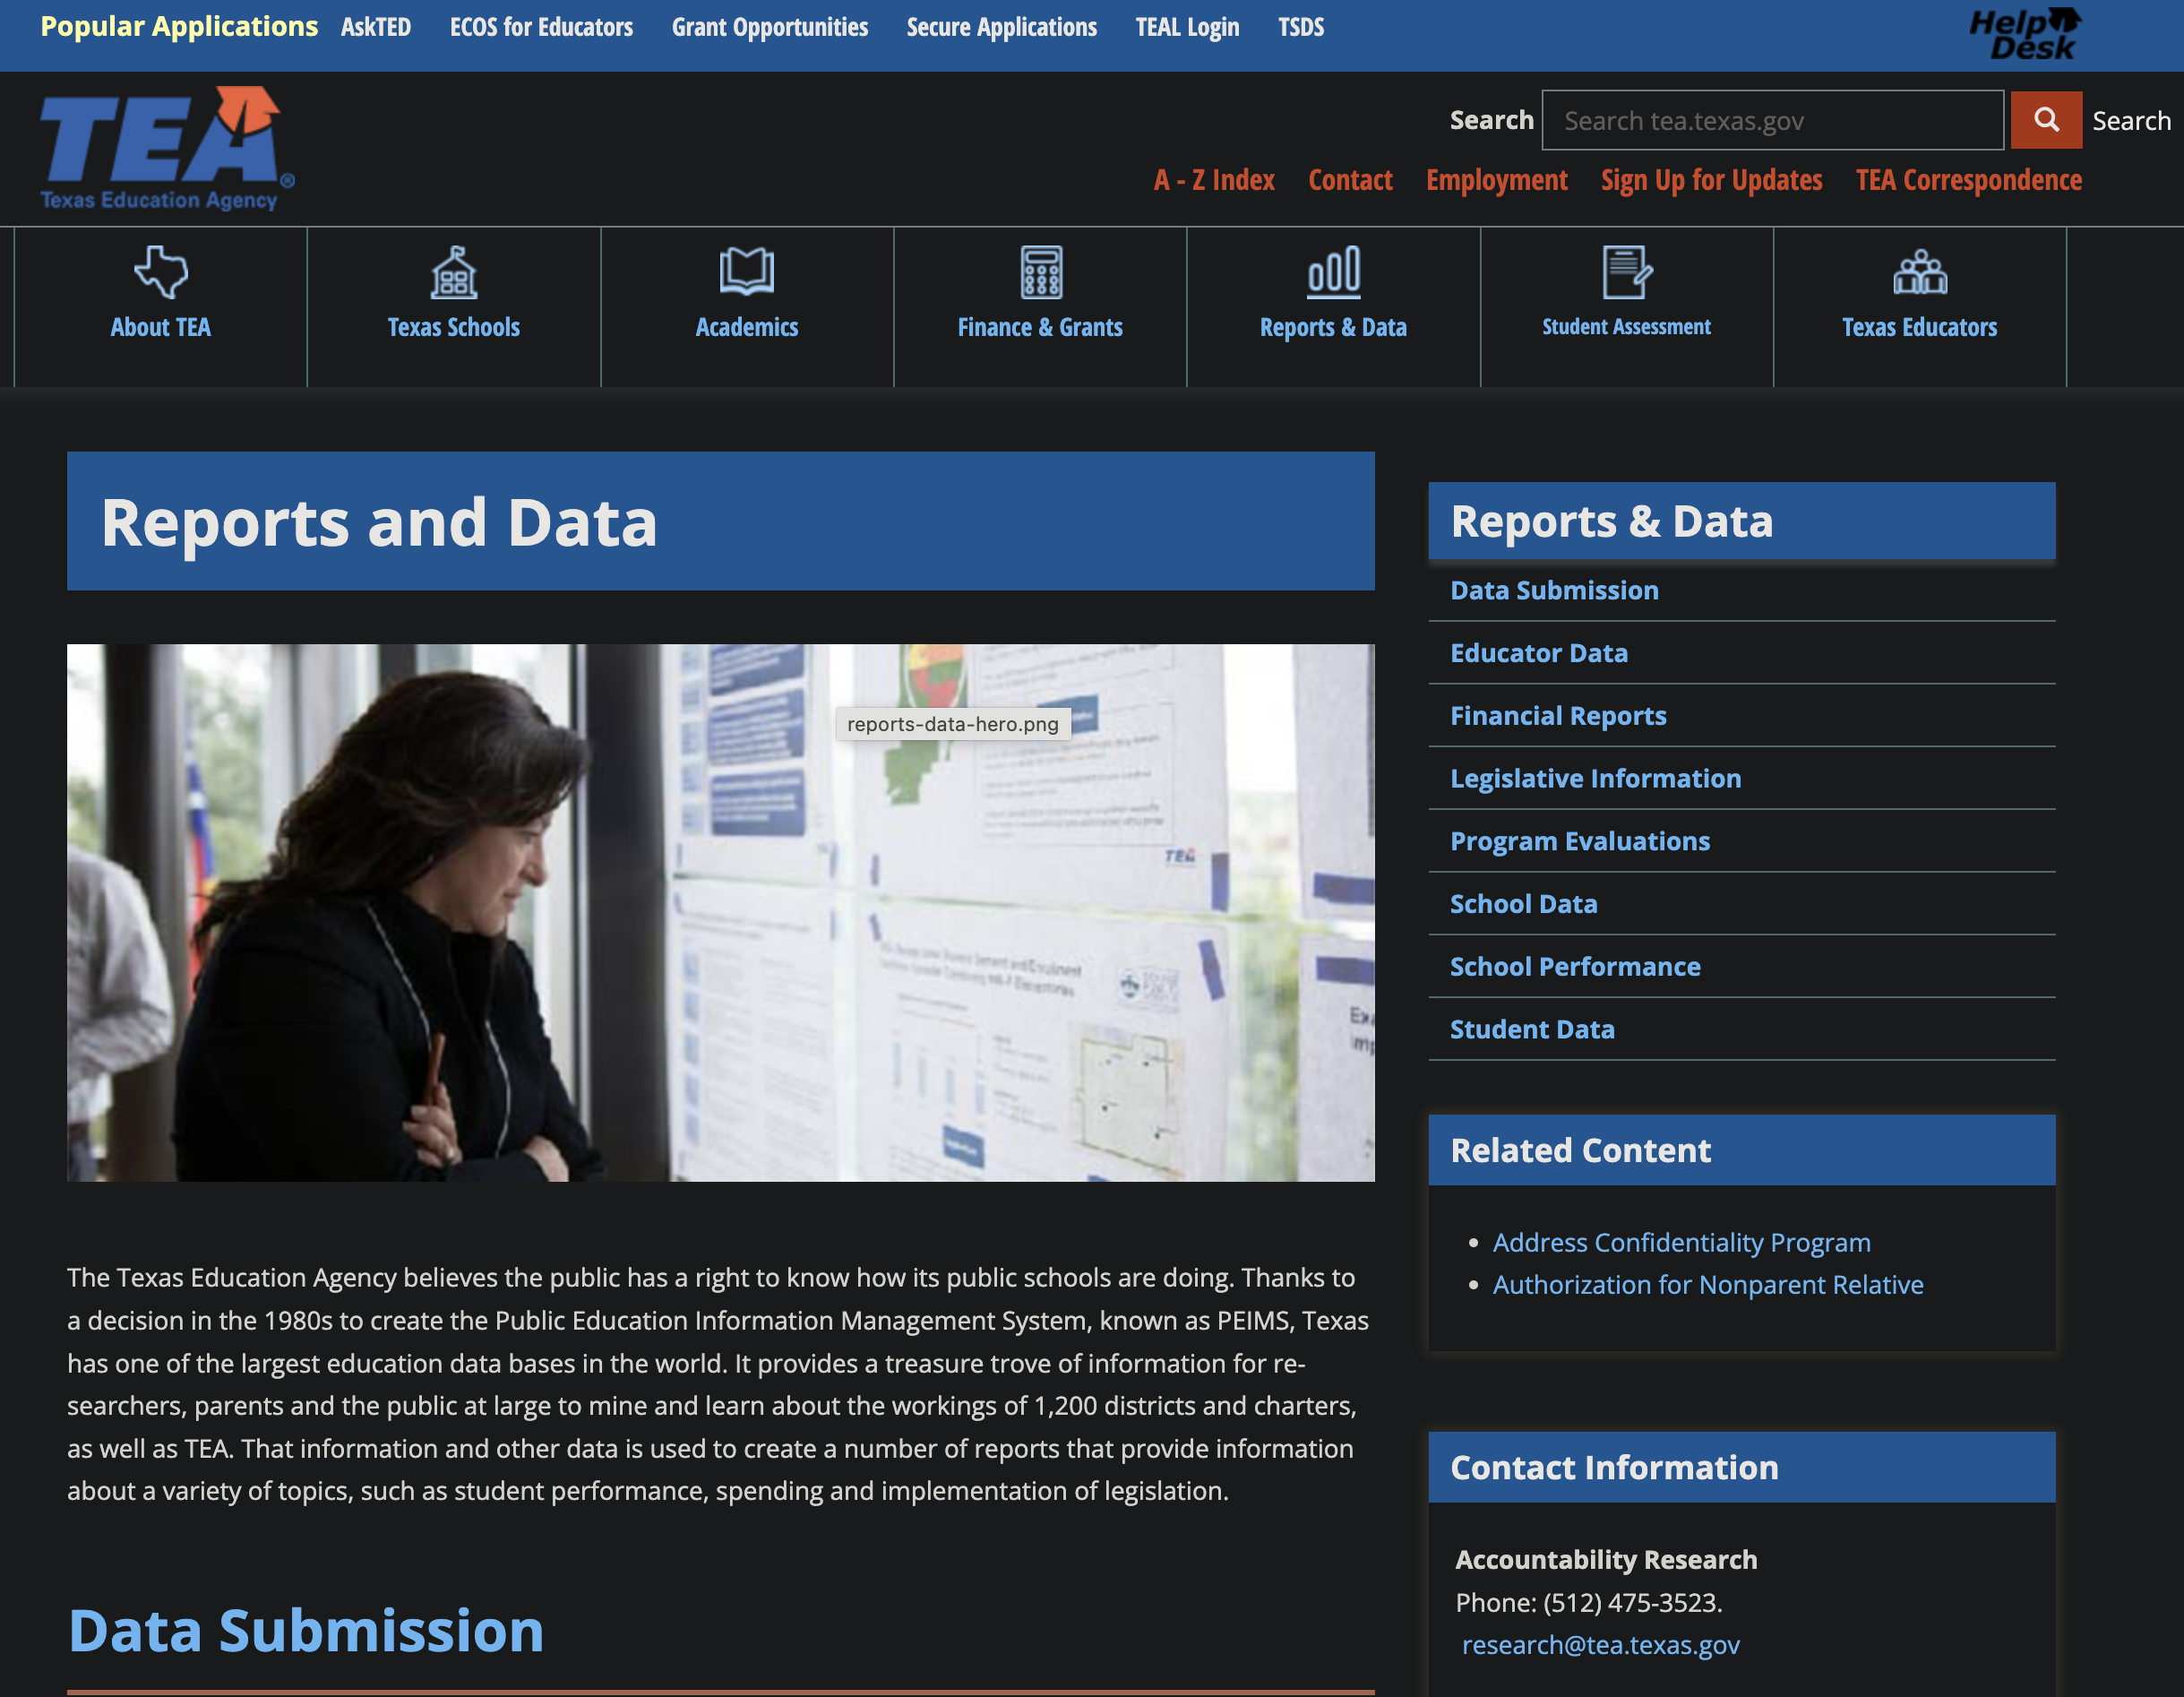 Popular Applications AskTED ECOS for Educators Grant Opportunities Secure Applications TEAL Login TSDS
Help Desk
TEA®
Texas Education Agency
Search Search tea.texas.gov Search
A - Z Index Contact Employment Sign Up for Updates TEA Correspondence
About TEA Texas Schools Academics Finance & Grants Reports & Data Student Assessment Texas Educators
Reports and Data
reports-data-hero.png
TEA
The Texas Education Agency believes the public has a right to know how its public schools are doing. Thanks to
a decision in the 1980s to create the Public Education Information Management System, known as PEIMS, Texas
has one of the largest education data bases in the world. It provides a treasure trove of information for re-
searchers, parents and the public at large to mine and learn about the workings of 1,200 districts and charters,
as well as TEA. That information and other data is used to create a number of reports that provide information
about a variety of topics, such as student performance, spending and implementation of legislation.
Data Submission
Reports & Data
Data Submission
Educator Data
Financial Reports
Legislative Information
Program Evaluations
School Data
School Performance
Student Data
Related Content
• Address Confidentiality Program
• Authorization for Nonparent Relative
Contact Information
Accountability Research
Phone: (512) 475-3523.
research@tea.texas.gov